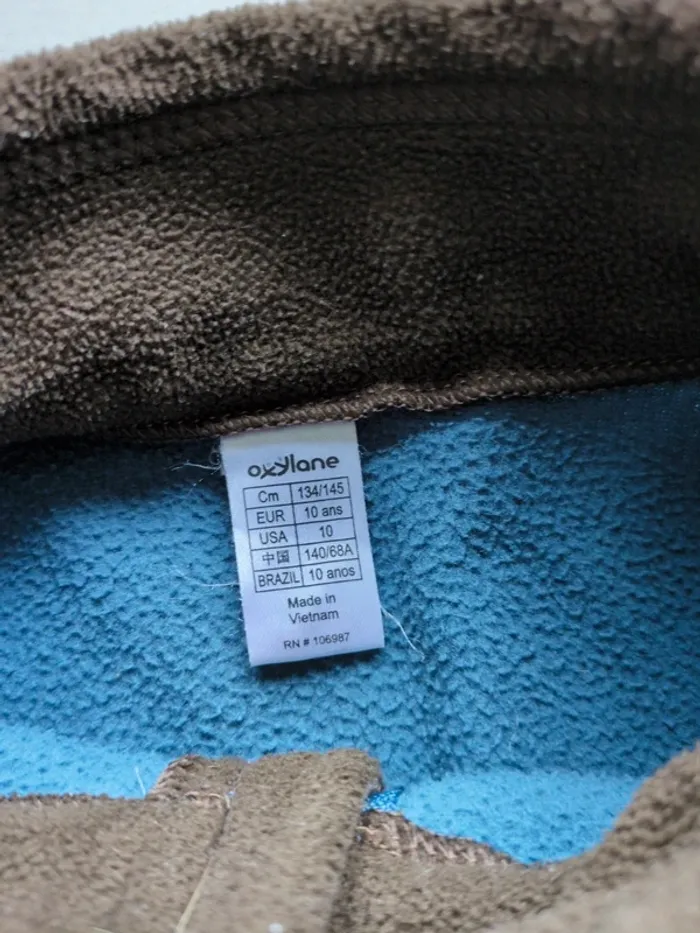 oxylane
Cm 134/145
EUR 10 ans
USA 10
中国 140/68A
BRAZIL 10 anos
Made in
Vietnam
RN # 106987